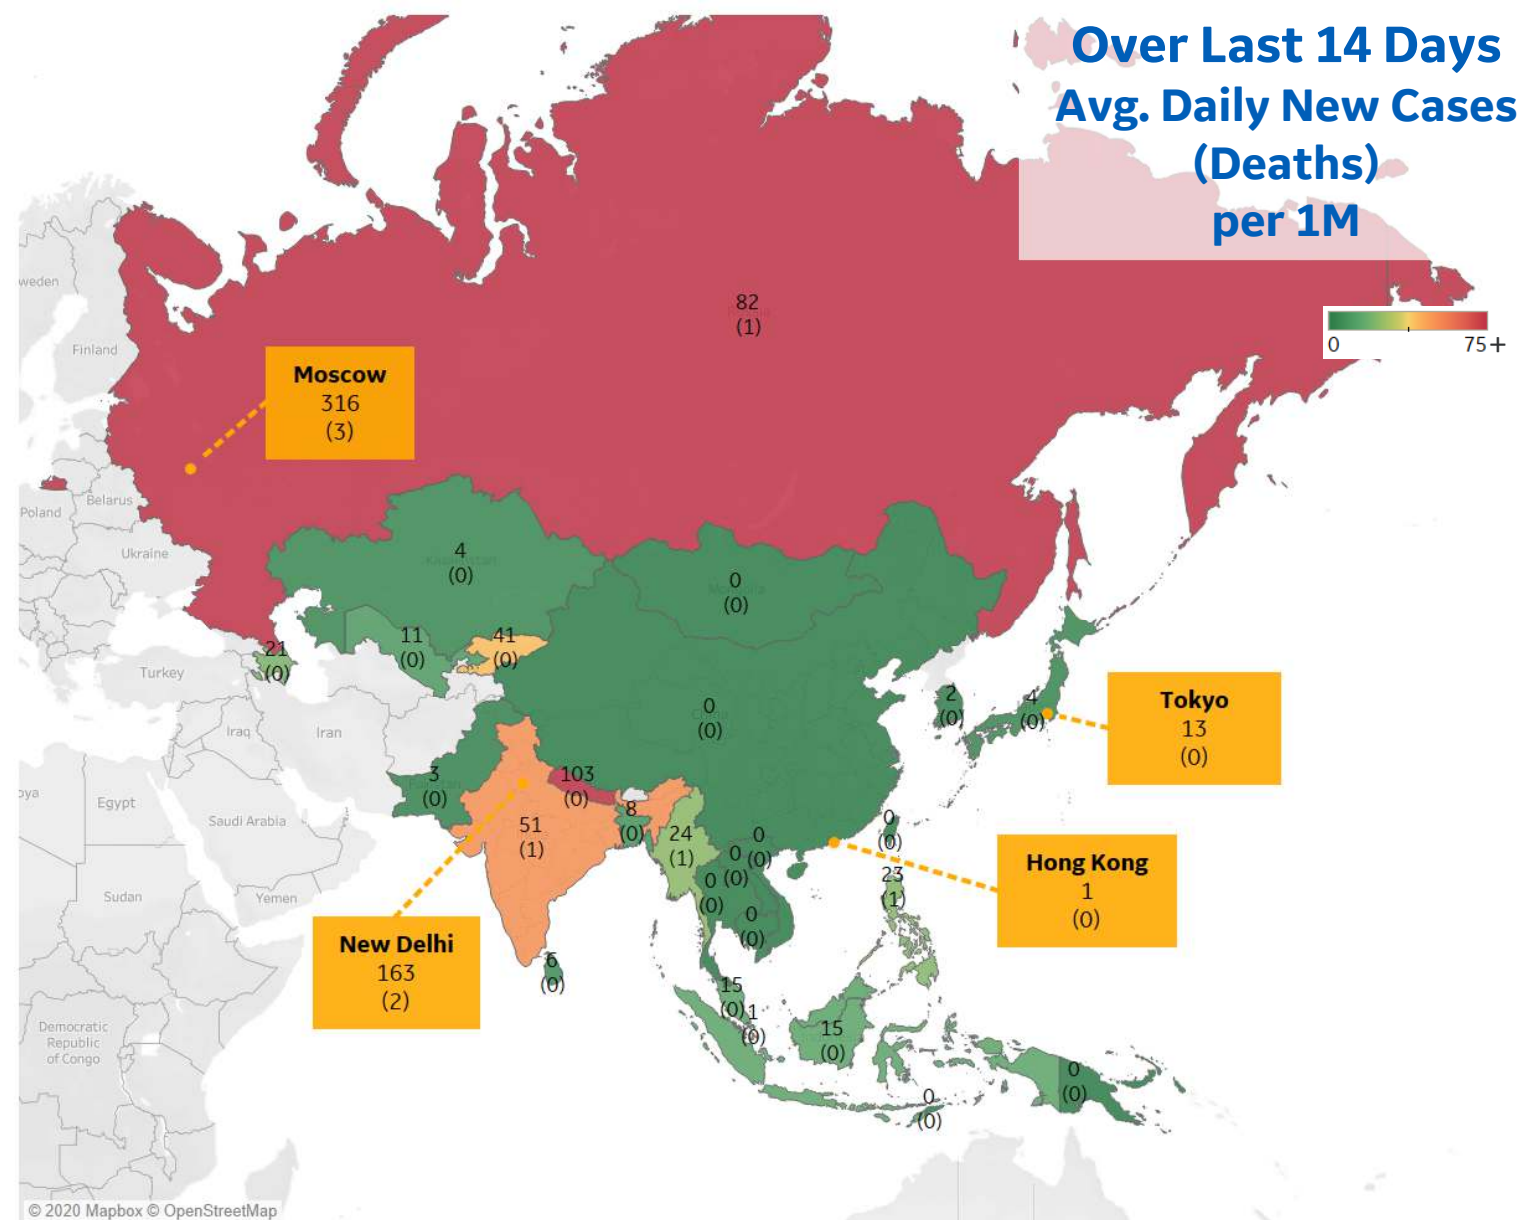 Over Last 14 Days
Avg. Daily New Cases
(Deaths)
per 1M
0
75+
82
(1)
weden
Finland
Moscow
316
(3)
Poland
Belarus
Ukraine
4
(0)
0
(0)
11
(0)
41
(0)
21
(0)
Turkey
Iraq
Iran
0
(0)
2
(0)
4
(0)
Tokyo
13
(0)
3
(0)
103
(0)
oya
Egypt
Saudi Arabia
51
(1)
8
(0)
24
(1)
0
(0)
0
(0)
0
(0)
0
(0)
0
(0)
23
(1)
Hong Kong
1
(0)
Sudan
Yemen
New Delhi
163
(2)
6
(0)
15
(0)
1
(0)
15
(0)
Democratic
Republic
of Congo
0
(0)
0
(0)
© 2020 Mapbox © OpenStreetMap